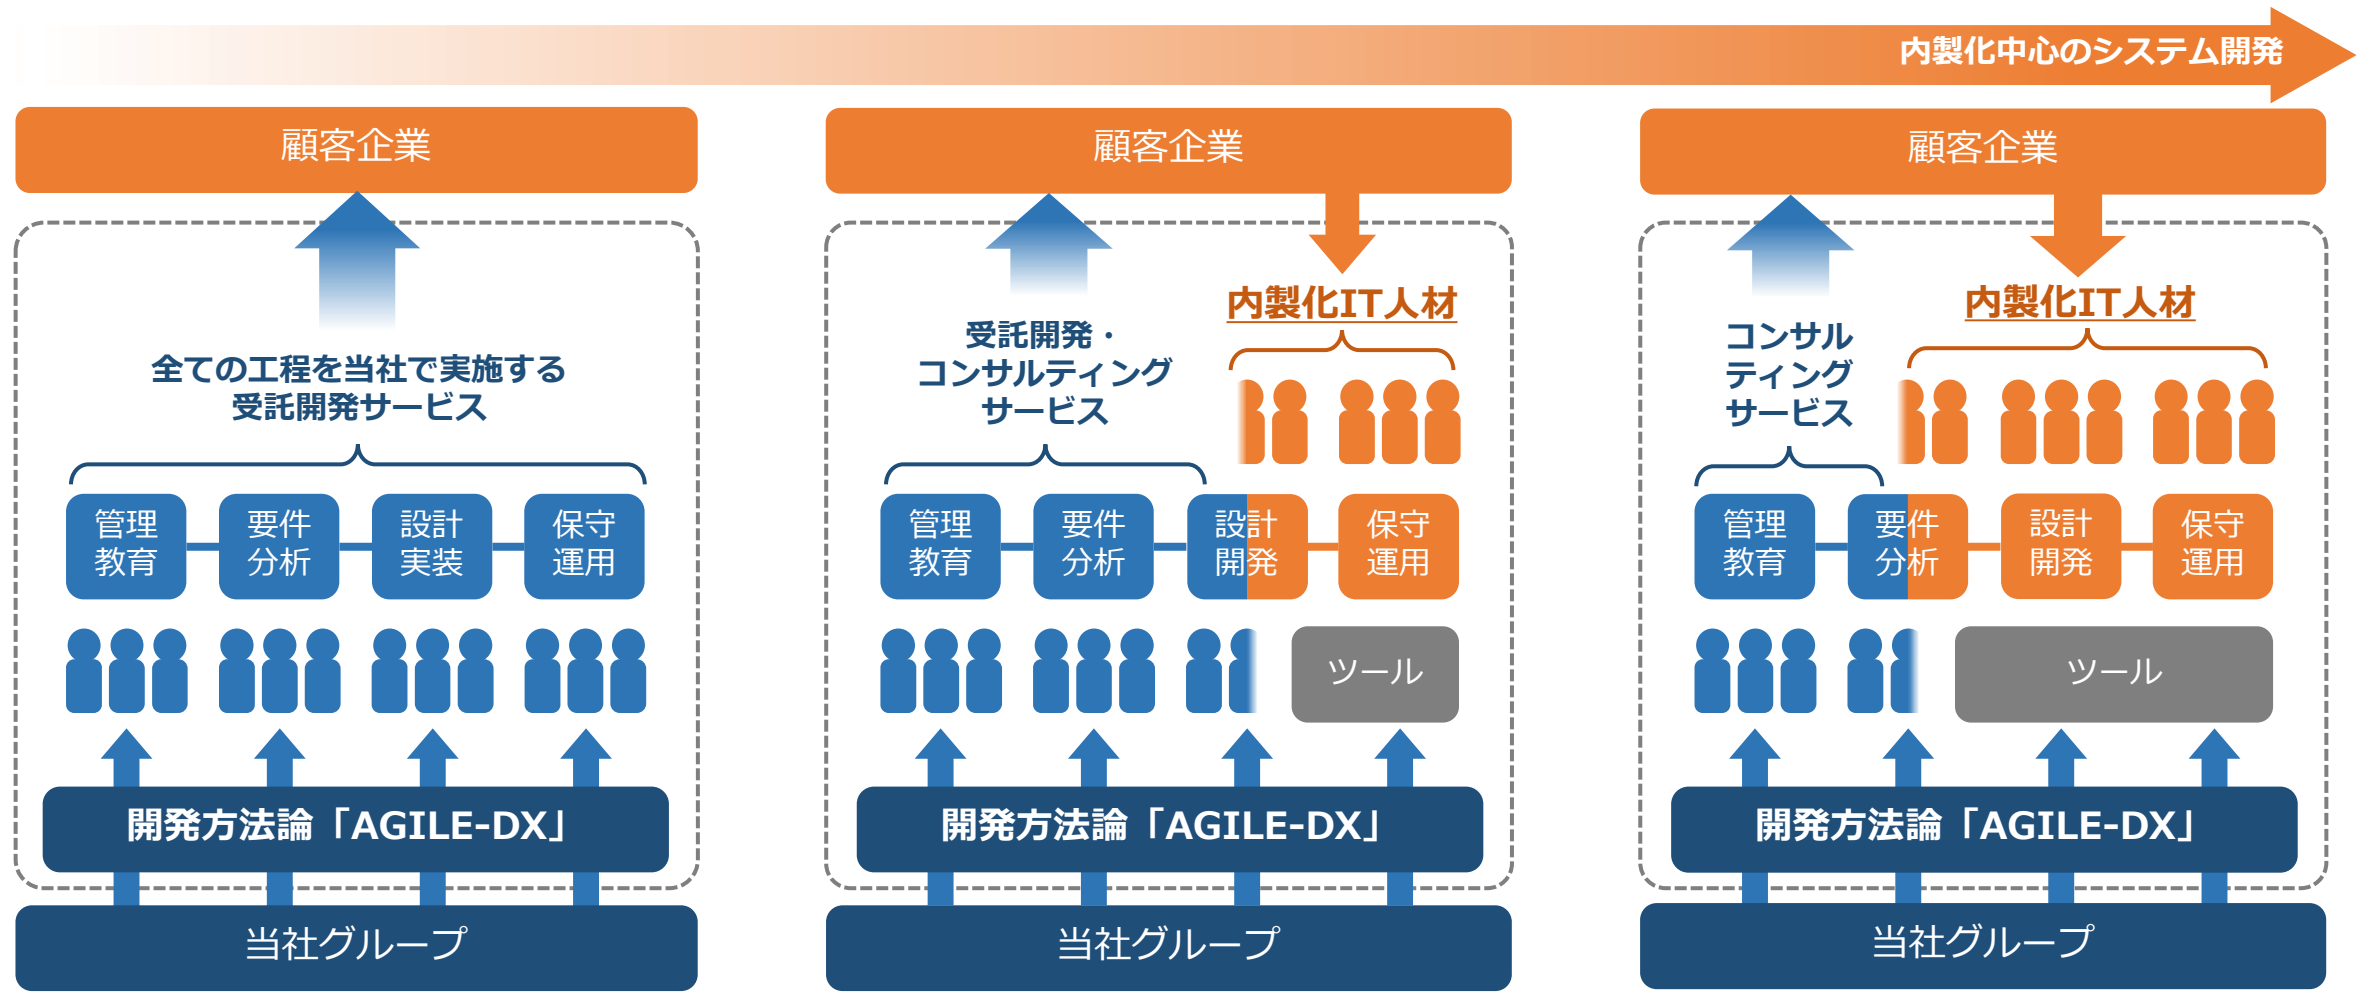 内製化中心のシステム開発
顧客企業
全ての工程を当社で実施する
受託開発サービス
管理
教育
要件
分析
設計
実装
保守
運用
開発方法論「AGILE-DX」
当社グループ
顧客企業
受託開発・
コンサルティング
サービス
内製化IT人材
管理
教育
要件
分析
設計
開発
保守
運用
ツール
開発方法論「AGILE-DX」
当社グループ
顧客企業
コンサル
ティング
サービス
内製化IT人材
管理
教育
要件
分析
設計
開発
保守
運用
ツール
開発方法論「AGILE-DX」
当社グループ